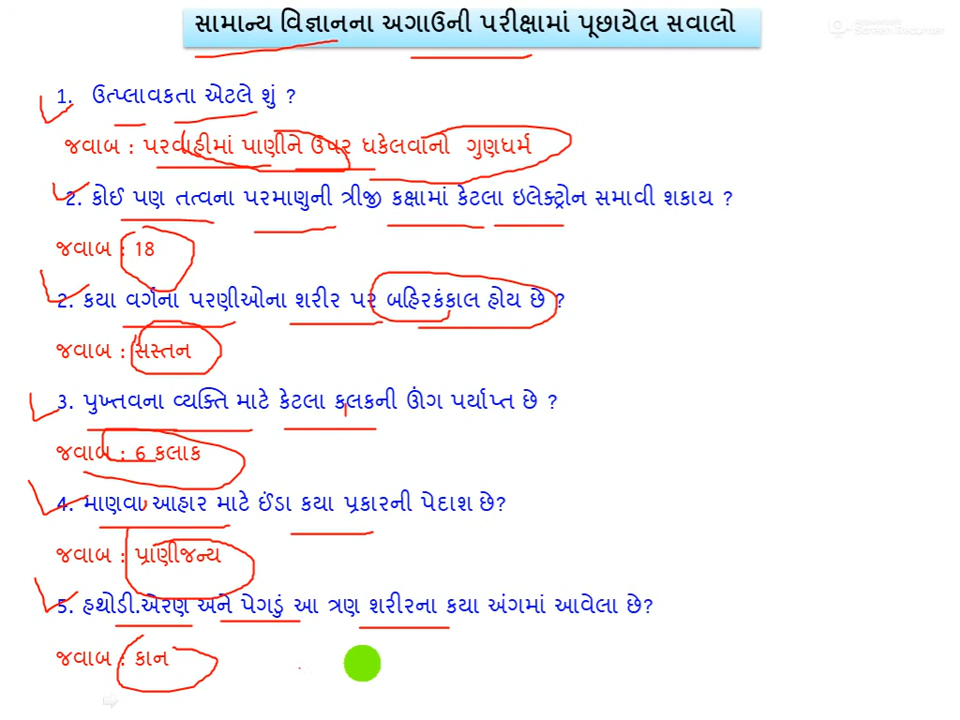 સામાન્ય વિજ્ઞાનના અગાઉની પરીક્ષામાં પૂછાયેલ સવાલો
Screen Recorder
1. ઉત્પ્લાવકતા એટલે શું ?
જવાબ : પરવાહીમાં પાણીને ઉપર ધકેલવાનો ગુણધર્મ
2. કોઈ પણ તત્વના પરમાણુની ત્રીજી કક્ષામાં કેટલા ઇલેક્ટ્રોન સમાવી શકાય ?
જવાબ : 18
2. કયા વર્ગના પરણીઓના શરીર પર બહિરકંકાલ હોય છે ?
જવાબ : સસ્તન
3. પુખ્તવના વ્યક્તિ માટે કેટલા કલકની ઊંગ પર્યાપ્ત છે ?
જવાબ : 6 કલાક
4. માણવા આહાર માટે ઈંડા કયા પ્રકારની પેદાશ છે?
જવાબ : પ્રાણીજન્ય
5. હથોડી.એરણ અને પેગડું આ ત્રણ શરીરના કયા અંગમાં આવેલા છે?
જવાબ : કાન